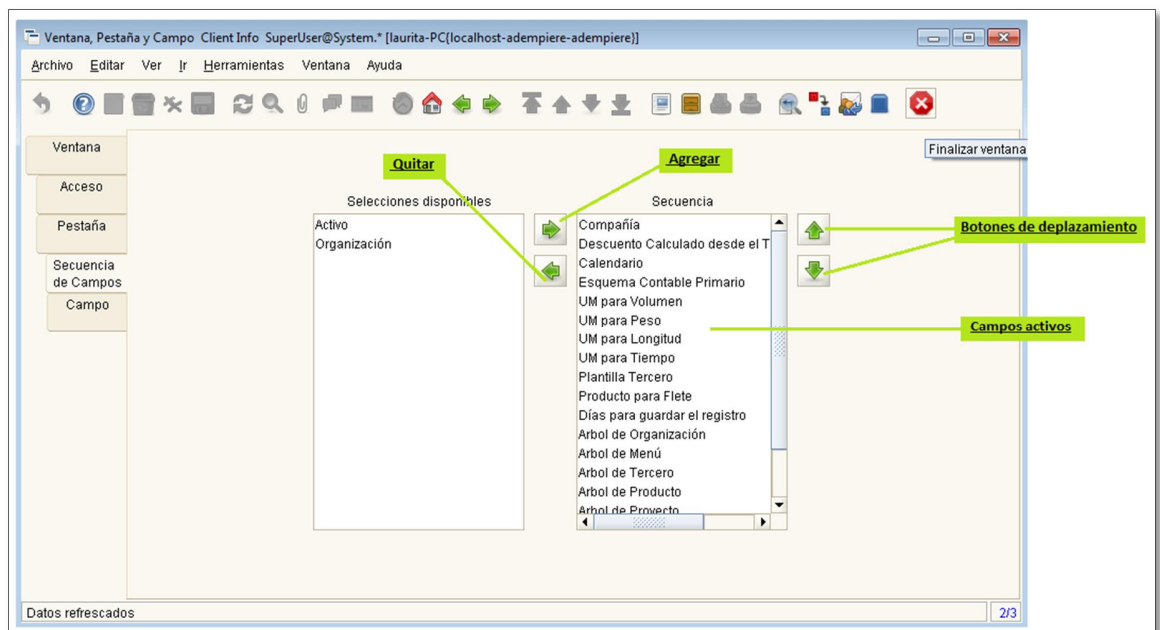 Ventana, Pestaña y Campo Client Info SuperUser@System.* [laurita-PC{localhost-adempiere-adempiere}]
Archivo Editar Ver Ir Herramientas Ventana Ayuda
Finalizar ventana
Ventana
Acceso
Pestaña
Secuencia
de Campos
Campo
Quitar
Agregar
Selecciones disponibles
Activo
Organización
Secuencia
Compañía
Descuento Calculado desde el T
Calendario
Esquema Contable Primario
UM para Volumen
UM para Peso
UM para Longitud
UM para Tiempo
Plantilla Tercero
Producto para Flete
Días para guardar el registro
Arbol de Organización
Arbol de Menú
Arbol de Tercero
Arbol de Producto
Arbol de Proyecto
Botones de deplazamiento
Campos activos
Datos refrescados
2/3